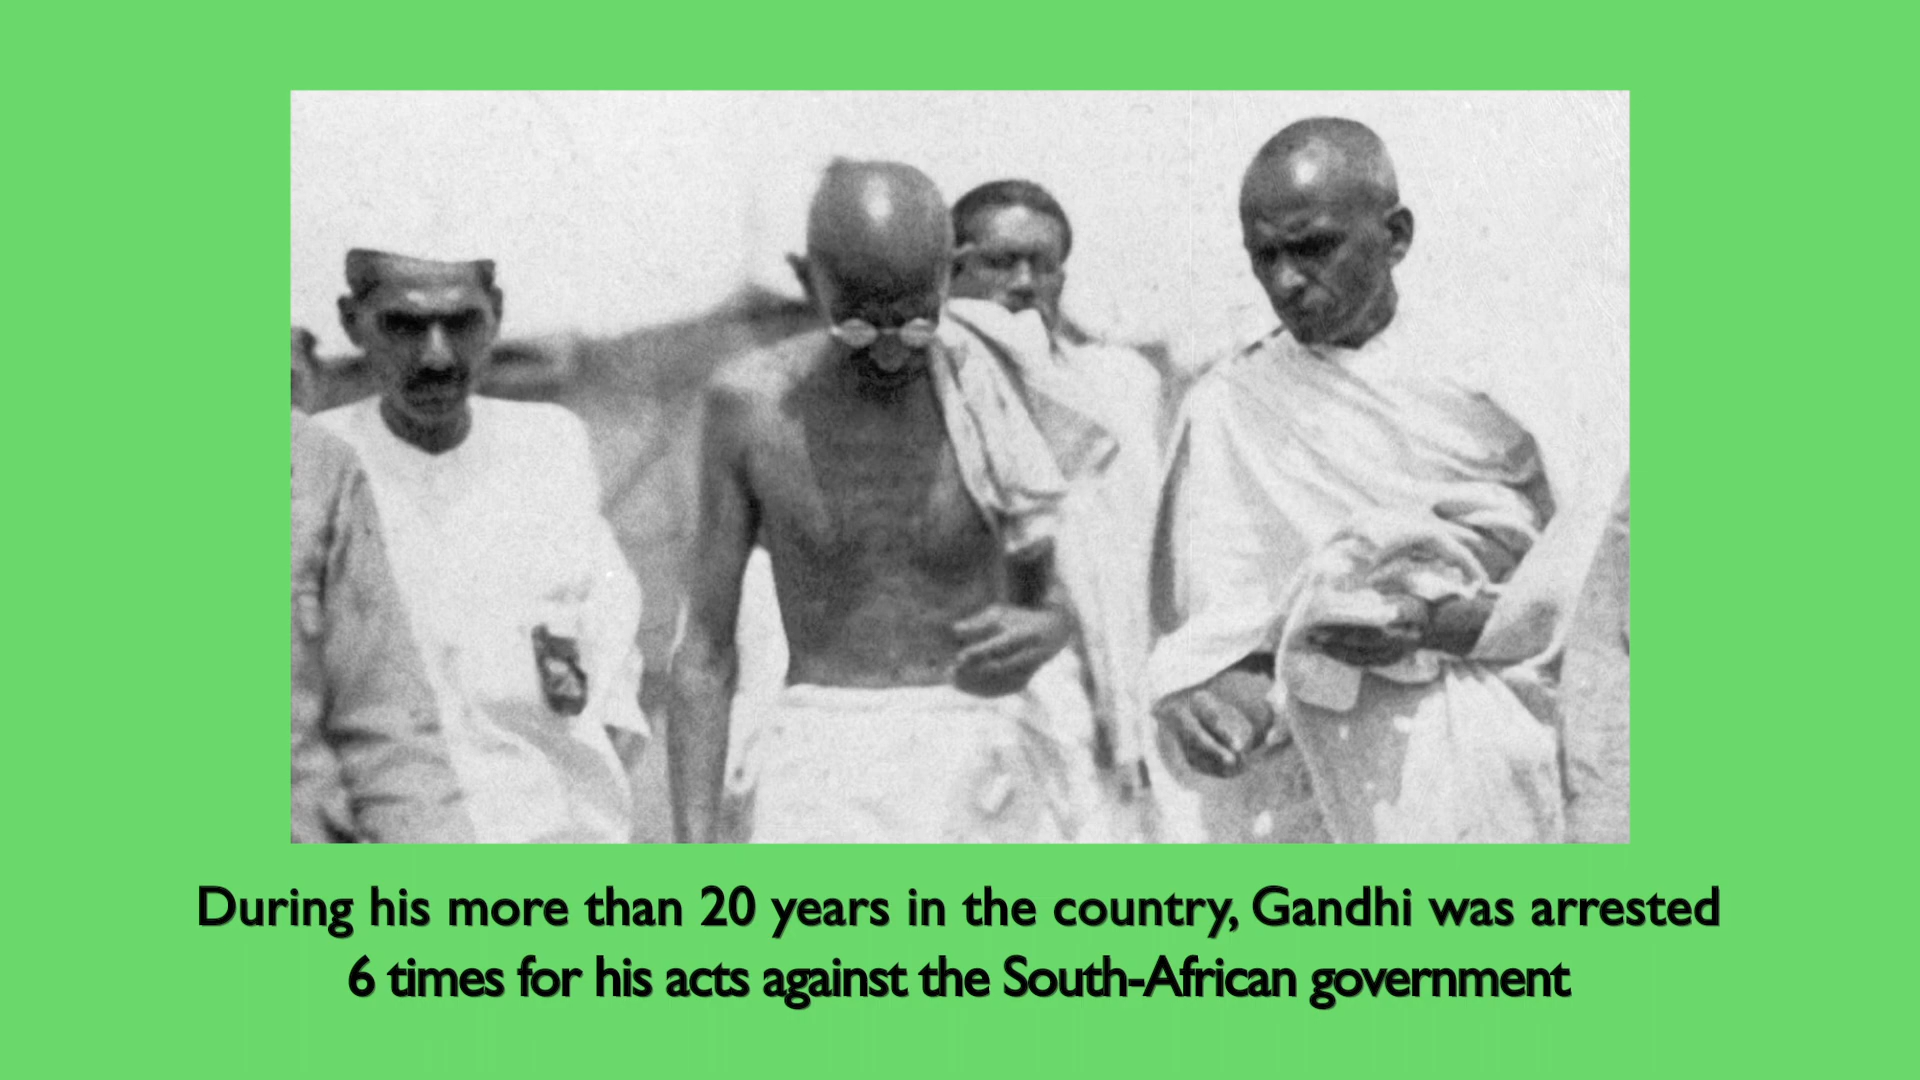 During his more than 20 years in the country, Gandhi was arrested
6 times for his acts against the South-African government